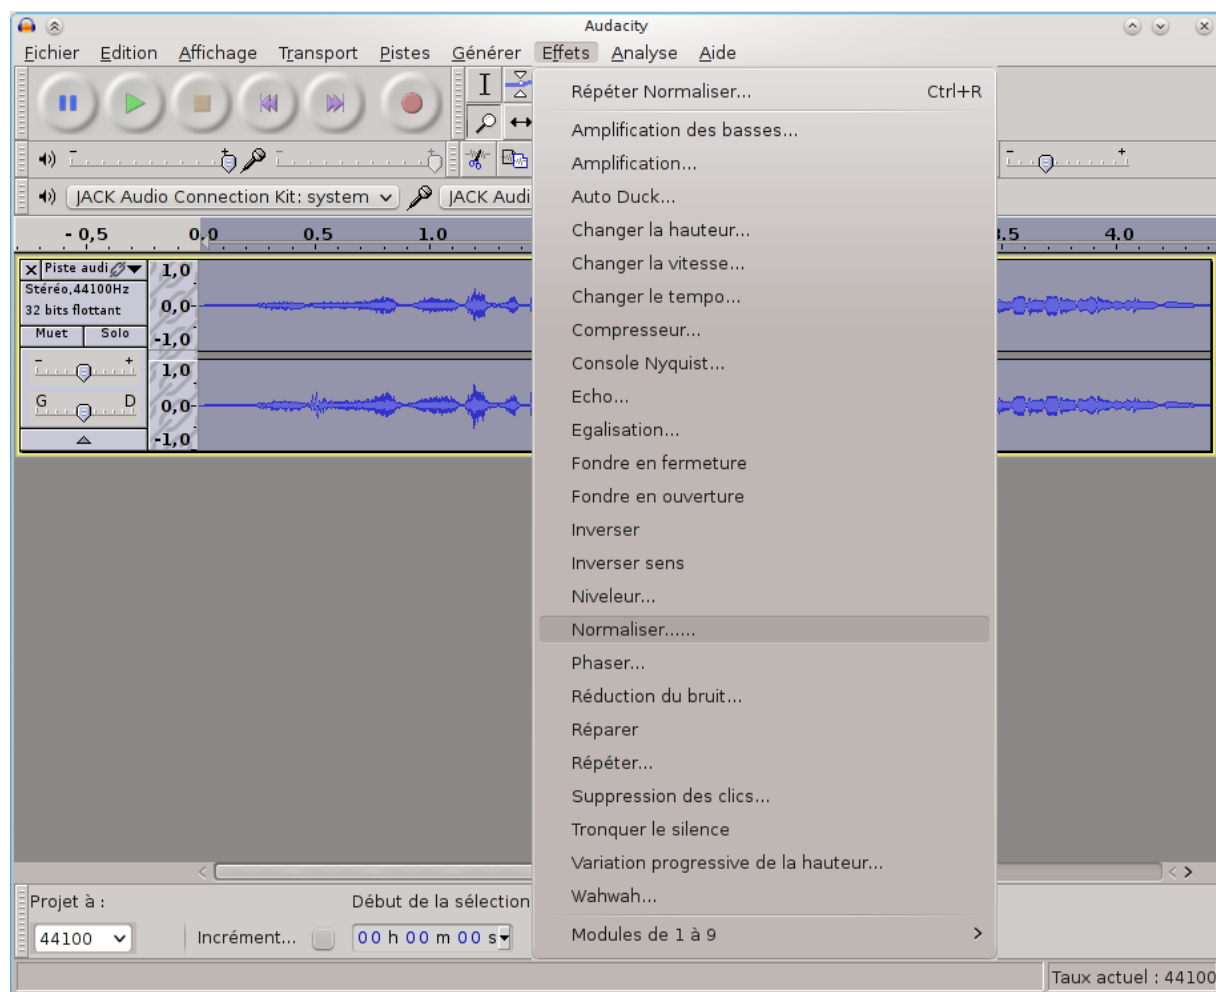 Audacity
Fichier Edition Affichage Transport Pistes Générer Effets Analyse Aide
Répéter Normaliser... Ctrl+R
Amplification des basses...
Amplification...
Auto Duck...
JACK Audio Connection Kit: system JACK Audi
Changer la hauteur...
- 0,5 0,0 0.5 1.0 3.5 4.0
Changer la vitesse...
Piste audi 1,0
Stéréo,44100Hz
32 bits flottant 0,0
Muet Solo -1,0
- + 1,0
G D 0,0
-1,0
Changer le tempo...
Compresseur...
Console Nyquist...
Echo...
Egalisation...
Fondre en fermeture
Fondre en ouverture
Inverser
Inverser sens
Niveleur...
Normaliser......
Phaser...
Réduction du bruit...
Réparer
Répéter...
Suppression des clics...
Tronquer le silence
Variation progressive de la hauteur...
Wahwah...
Modules de 1 à 9
Projet à : Début de la sélection
44100 Incrément... 00 h 00 m 00 s
Taux actuel : 44100